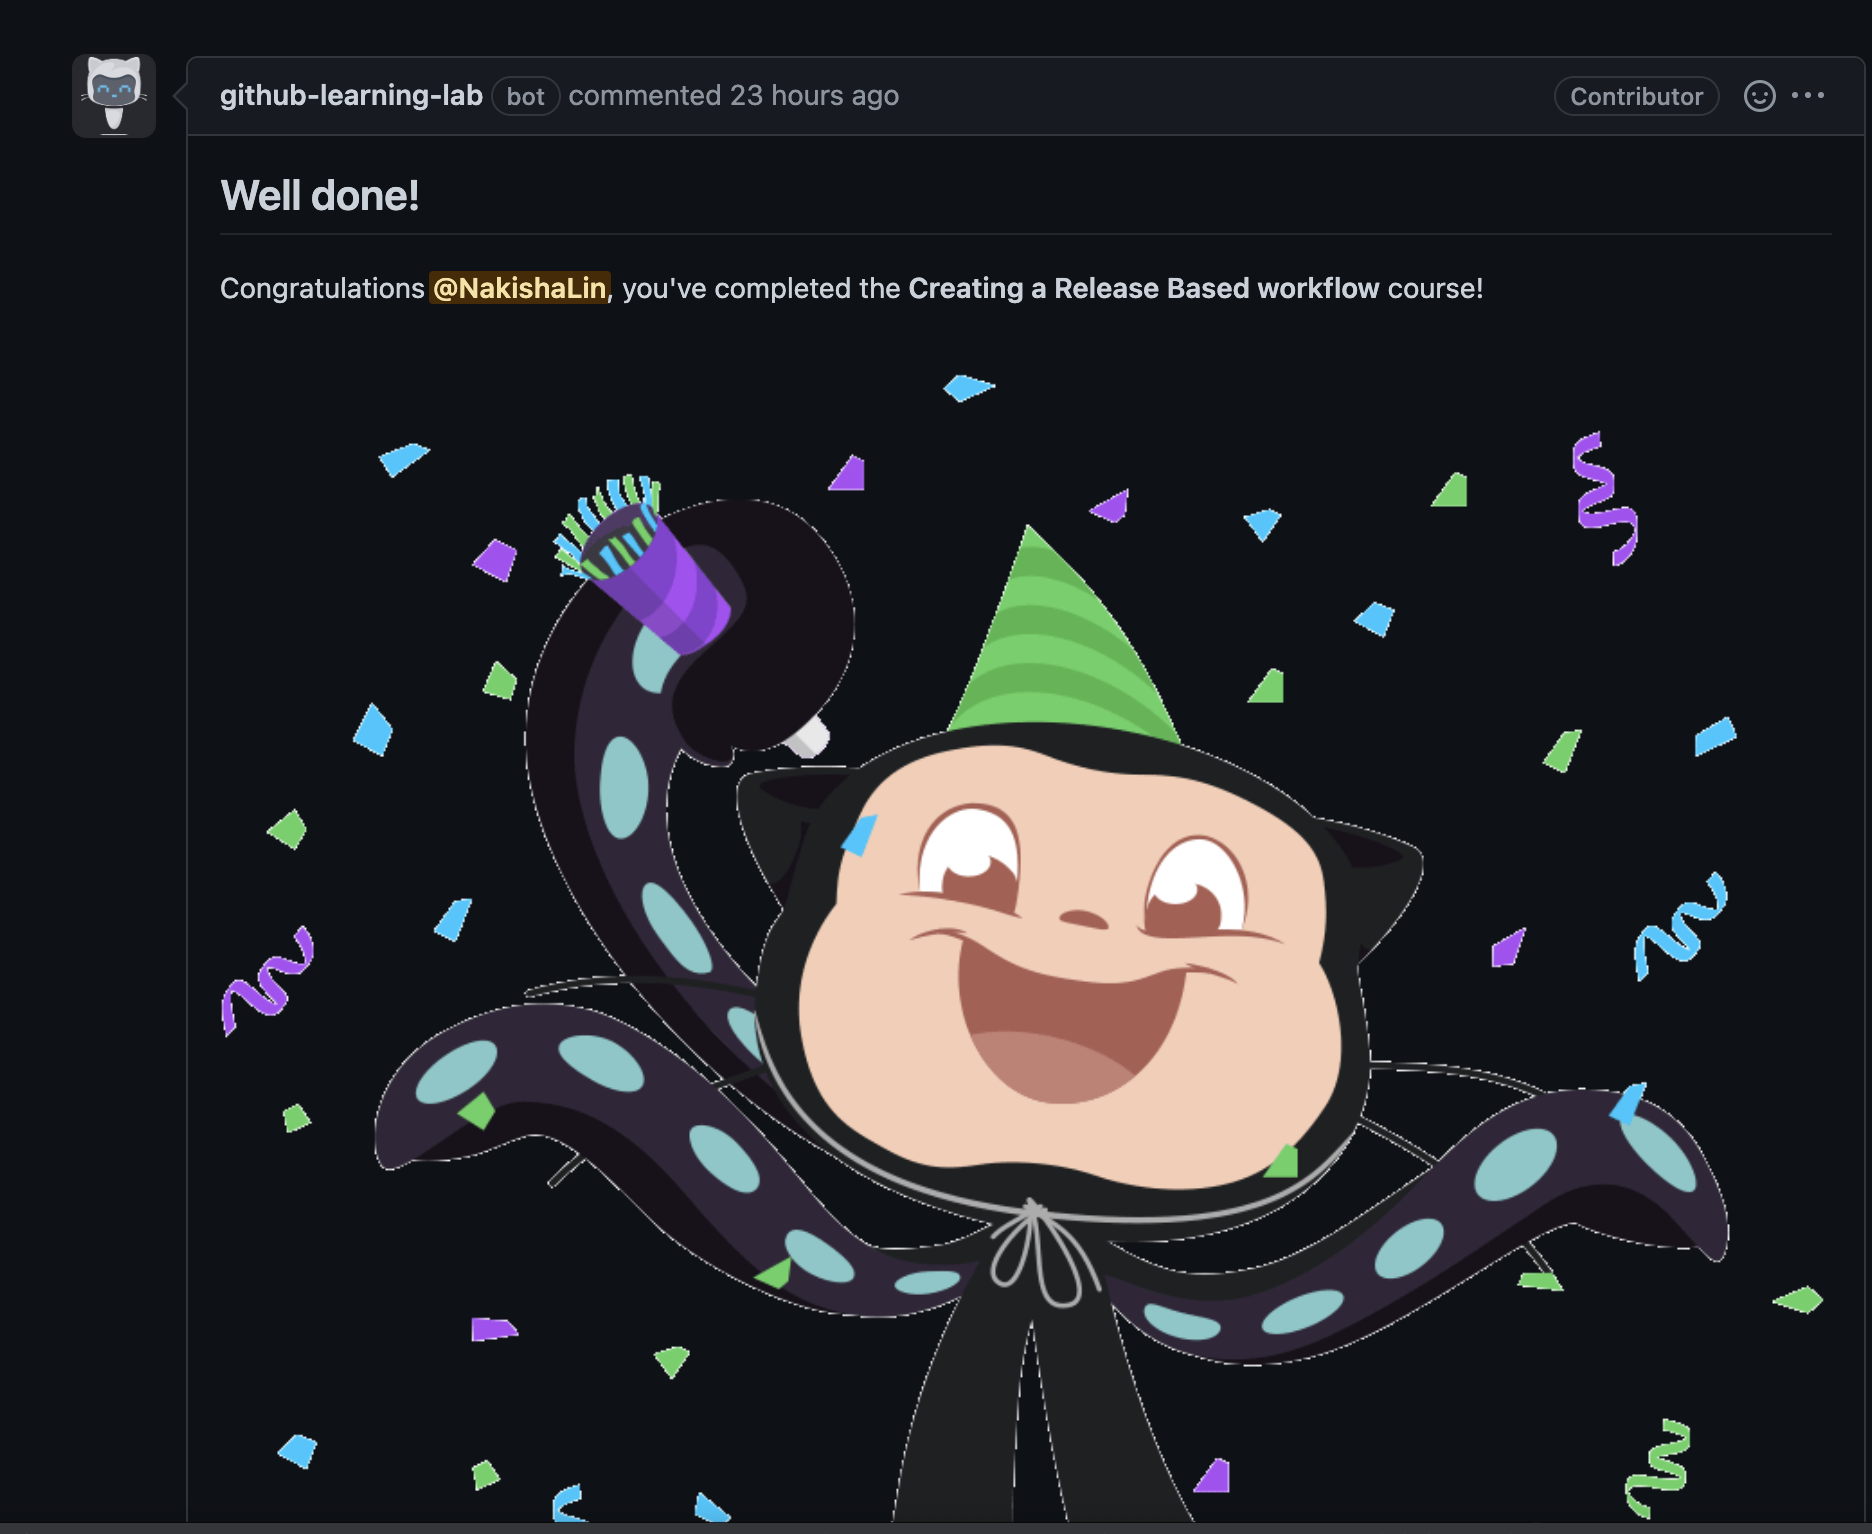 github-learning-lab bot commented 23 hours ago Contributor
Well done!
Congratulations @NakishaLin, you've completed the Creating a Release Based workflow course!